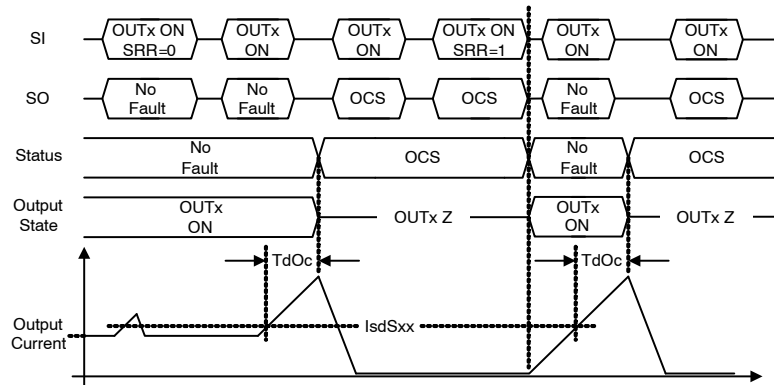 SI
OUTx ON
SRR=0
OUTx
ON
OUTx
ON
OUTx ON
SRR=1
OUTx
ON
OUTx
ON
SO
No
Fault
No
Fault
OCS
OCS
No
Fault
OCS
Status
No
Fault
OCS
No
Fault
OCS
Output
State
OUTx
ON
OUTx Z
OUTx
ON
OUTx Z
TdOc
TdOc
Output
Current
IsdSxx